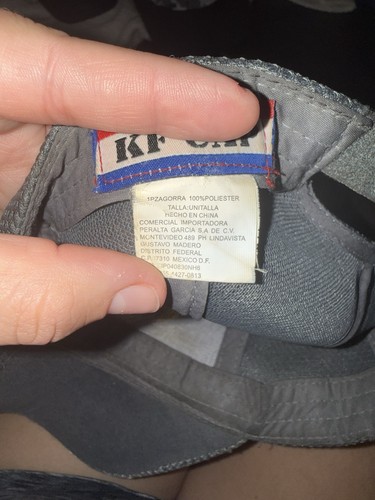 KF CAP
1PZAGORRA 100%POLIESTER
TALLA:UNITALLA
HECHO EN CHINA
COMERCIAL IMPORTADORA
PERALTA GARCIA S.A DE C.V.
MONTEVIDEO 489 PH LINDAVISTA
GUSTAVO MADERO
DISTRITO FEDERAL
MEXICO D.F.